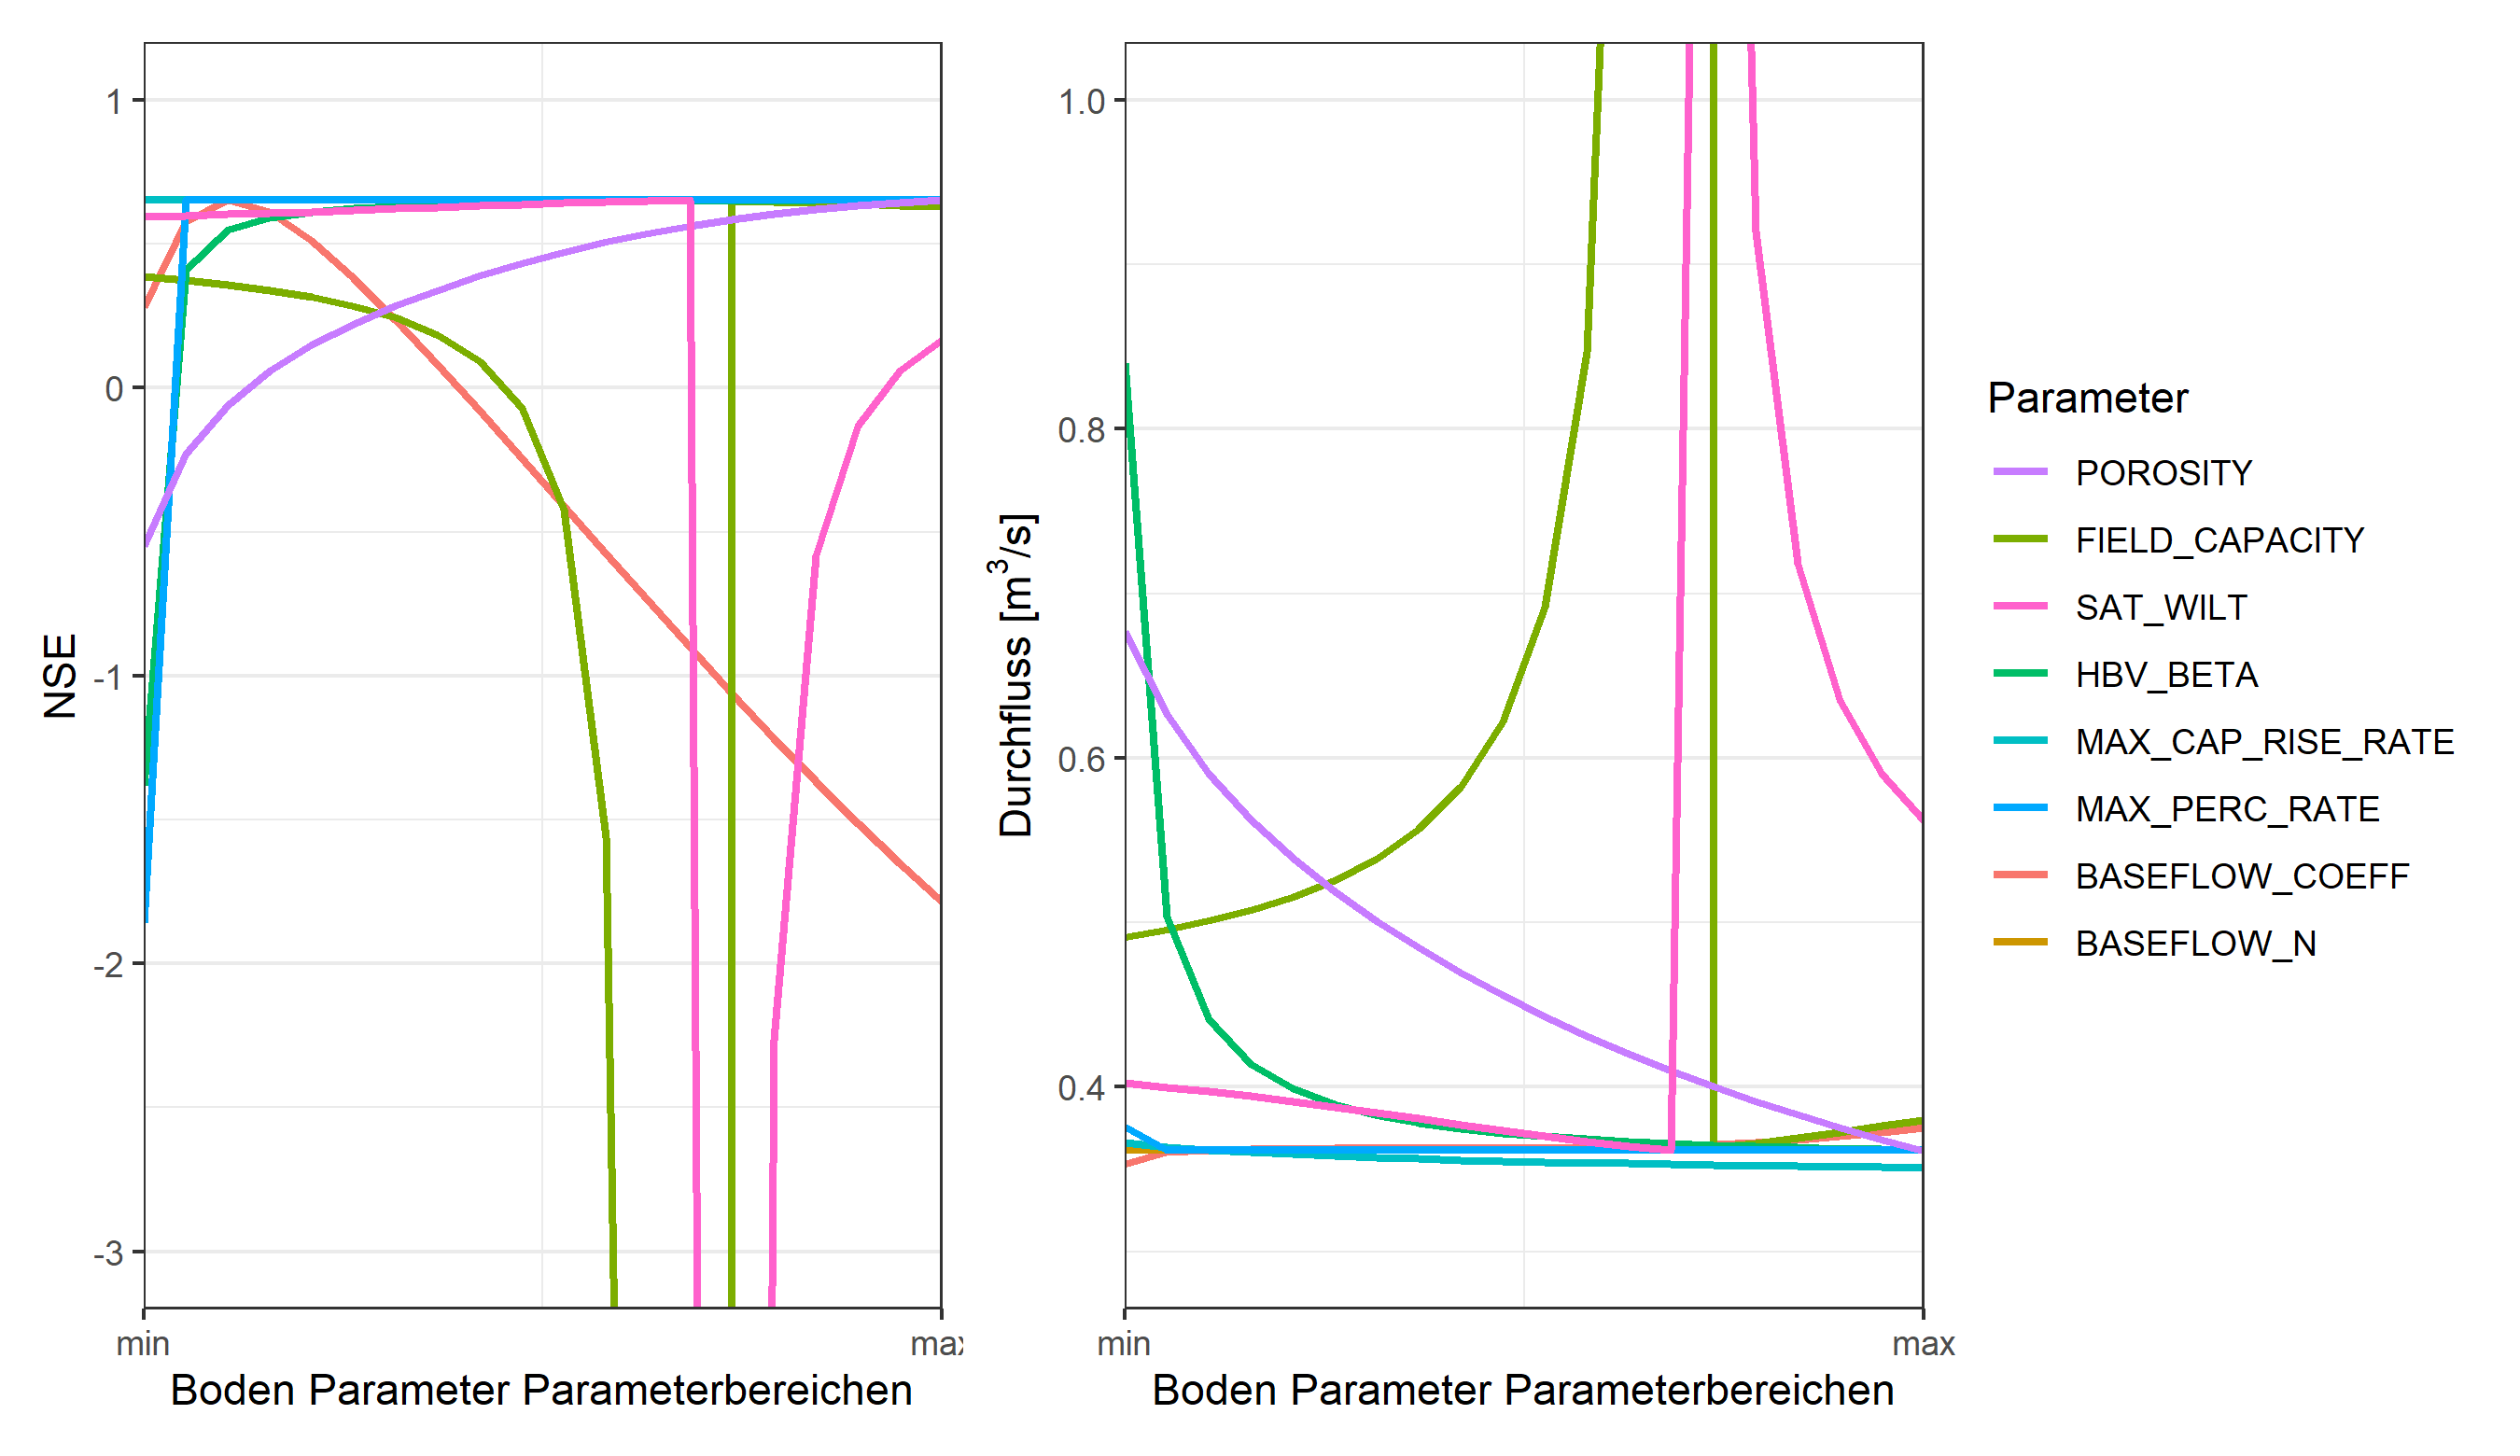 1
0
-1
-2
-3
NSE
min
max
Boden Parameter Parameterbereichen
1.0
0.8
0.6
0.4
Durchfluss [m³/s]
min
max
Boden Parameter Parameterbereichen
Parameter
POROSITY
FIELD_CAPACITY
SAT_WILT
HBV_BETA
MAX_CAP_RISE_RATE
MAX_PERC_RATE
BASEFLOW_COEFF
BASEFLOW_N